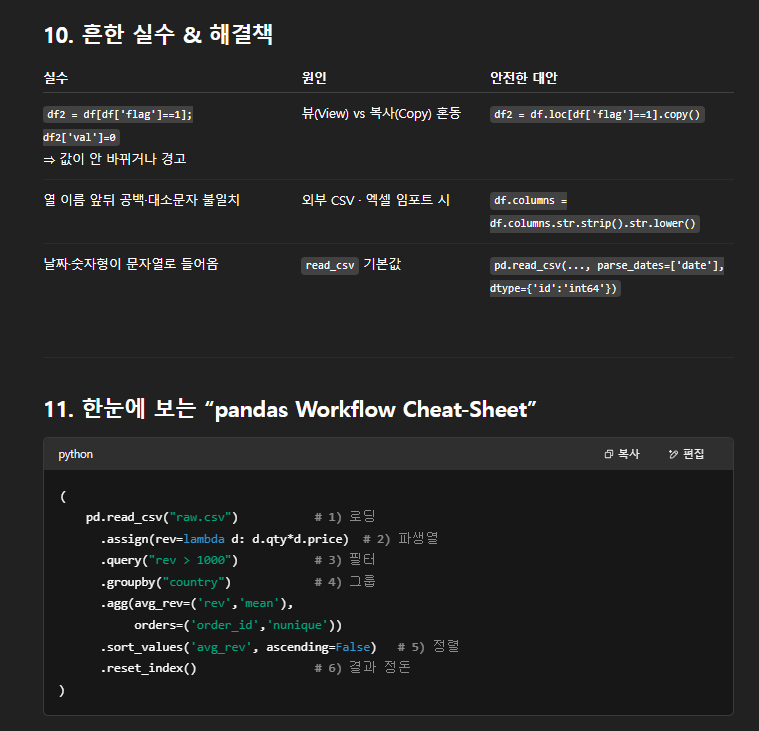 10. 흔한 실수 & 해결책
실수 원인 안전한 대안
df2 = df[df['flag']==1]; 뷰(View) vs 복사(Copy) 혼동 df2 = df.loc[df['flag']==1].copy()
df2['val']=0
⇒ 값이 안 바뀌거나 경고
열 이름 앞뒤 공백·대소문자 불일치 외부 CSV · 엑셀 임포트 시 df.columns =
df.columns.str.strip().str.lower()
날짜·숫자형이 문자열로 들어옴 read_csv 기본값 pd.read_csv(..., parse_dates=['date'],
dtype={'id':'int64'})
11. 한눈에 보는 “pandas Workflow Cheat-Sheet”
python 복사 편집
(
pd.read_csv("raw.csv") # 1) 로딩
.assign(rev=lambda d: d.qty*d.price) # 2) 파생열
.query("rev > 1000") # 3) 필터
.groupby("country") # 4) 그룹
.agg(avg_rev=('rev','mean'),
orders=('order_id','nunique'))
.sort_values('avg_rev', ascending=False) # 5) 정렬
.reset_index() # 6) 결과 정돈
)